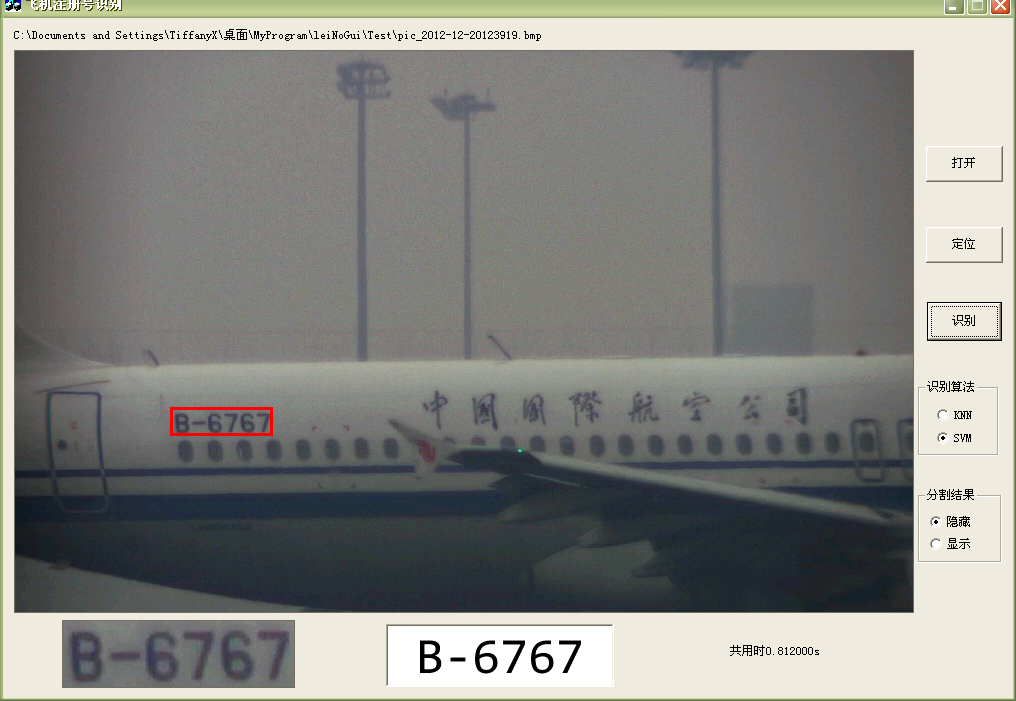 飞机注册号识别
C:\Documents and Settings\TiffanyX\桌面\MyProgram\leiNoGui\Test\pic_2012-12-20123919.bmp
打开
定位
识别
识别算法
KNN
SVM
分割结果
隐藏
显示
B-6767
中国国際航空公司
B-6767
B-6767
共用时0.812000s